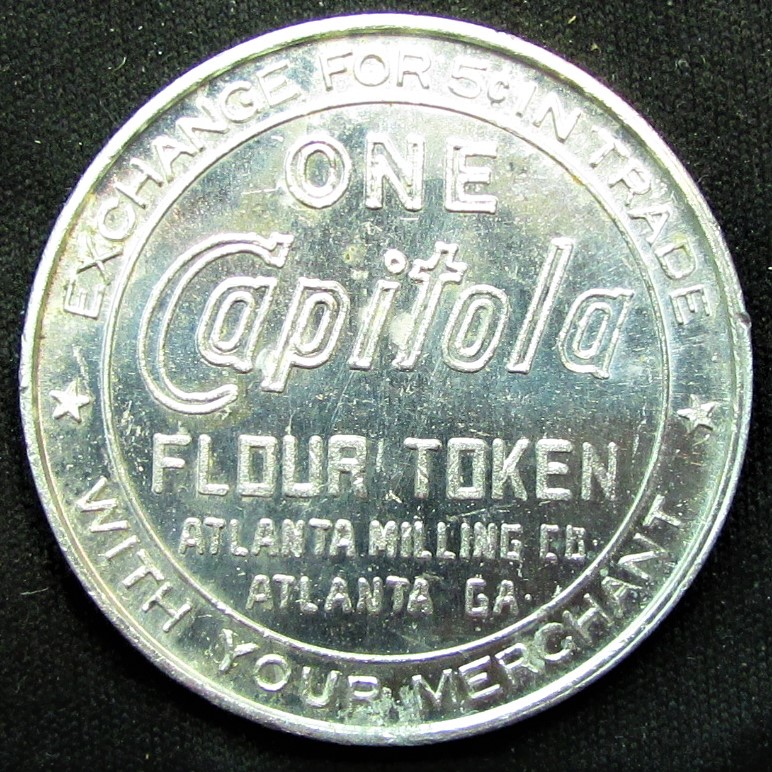 EXCHANGE FOR 5¢ IN TRADE
ONE
Capitola
FLOUR TOKEN
ATLANTA MILLING CO.
ATLANTA GA.
WITH YOUR MERCHANT